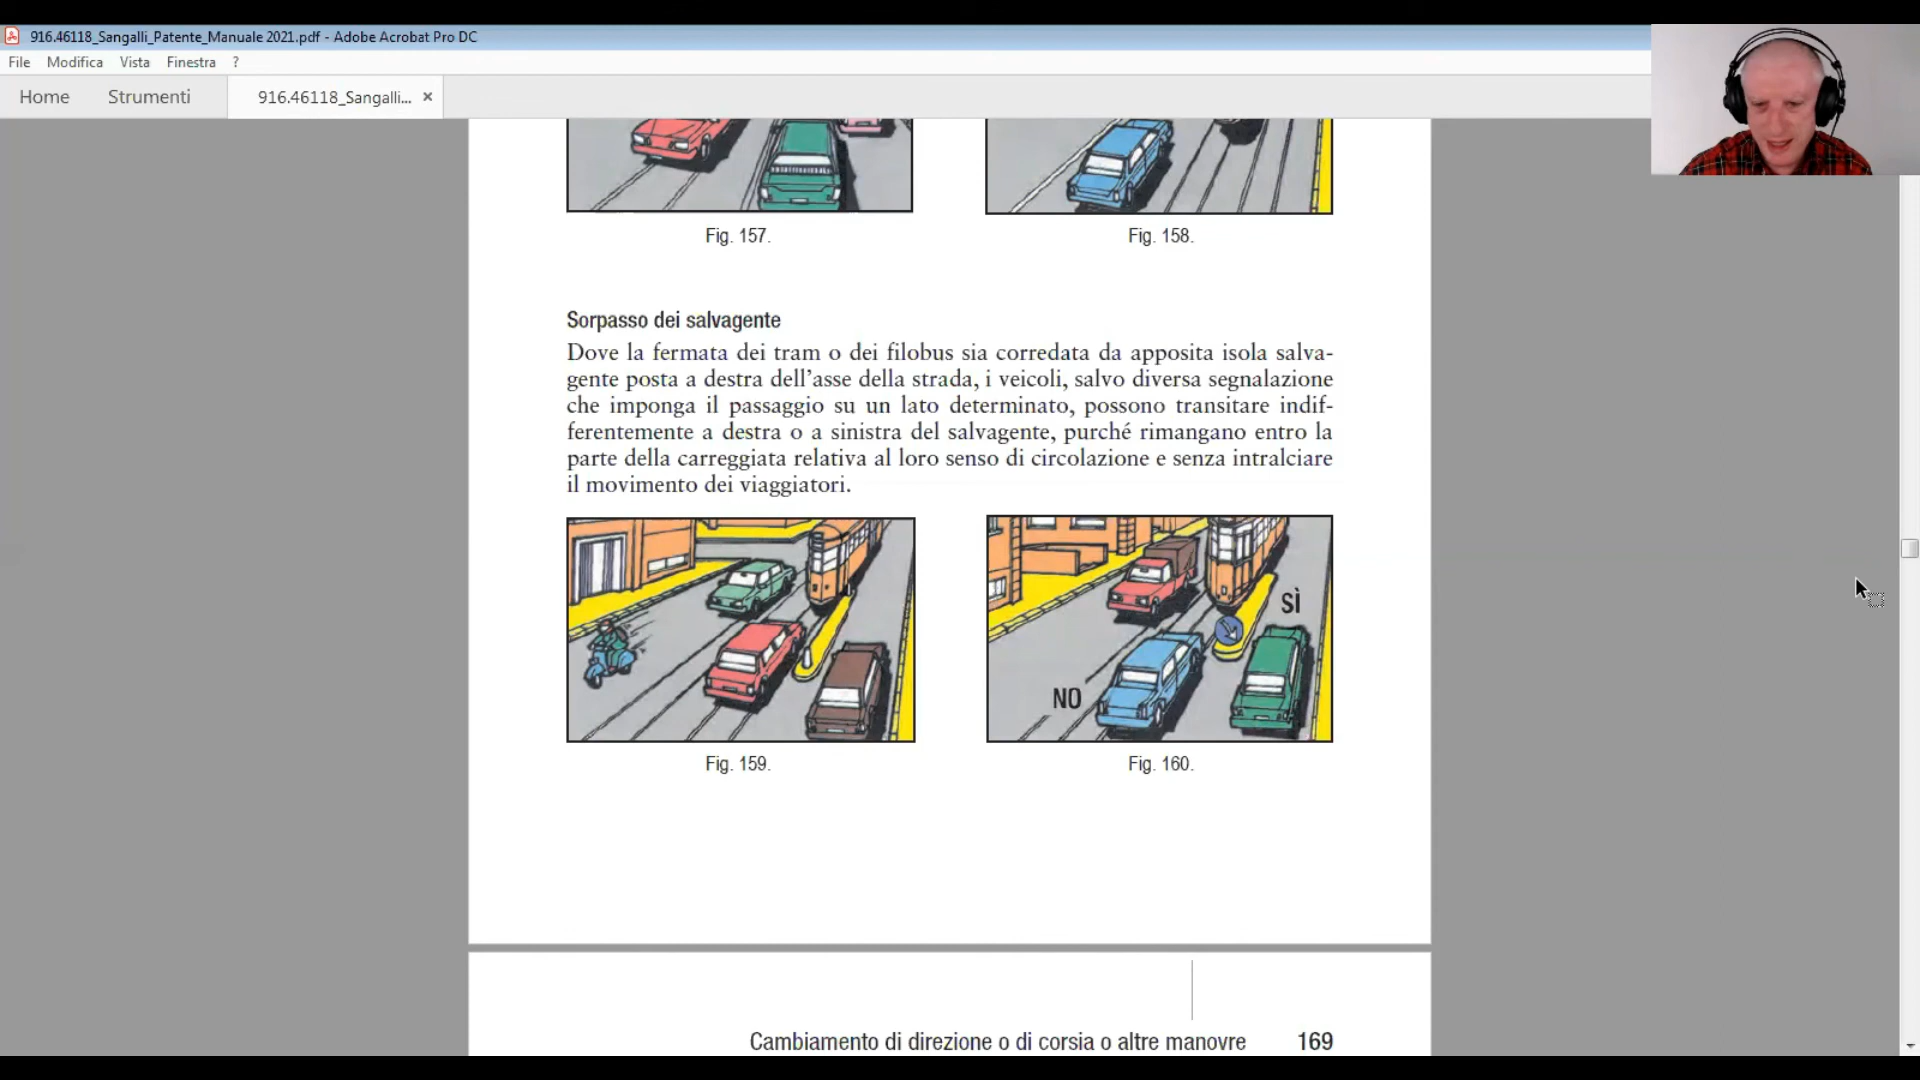 916.46118_Sangalli_Patente_Manuale 2021.pdf - Adobe Acrobat Pro DC
File Modifica Vista Finestra ?
Home Strumenti 916.46118_Sangalli... ×
Fig. 157. Fig. 158.
Sorpasso dei salvagente
Dove la fermata dei tram o dei filobus sia corredata da apposita isola salva-
gente posta a destra dell'asse della strada, i veicoli, salvo diversa segnalazione
che imponga il passaggio su un lato determinato, possono transitare indif-
ferentemente a destra o a sinistra del salvagente, purché rimangano entro la
parte della carreggiata relativa al loro senso di circolazione e senza intralciare
il movimento dei viaggiatori.
SÌ
NO
Fig. 159. Fig. 160.
Cambiamento di direzione o di corsia o altre manovre 169